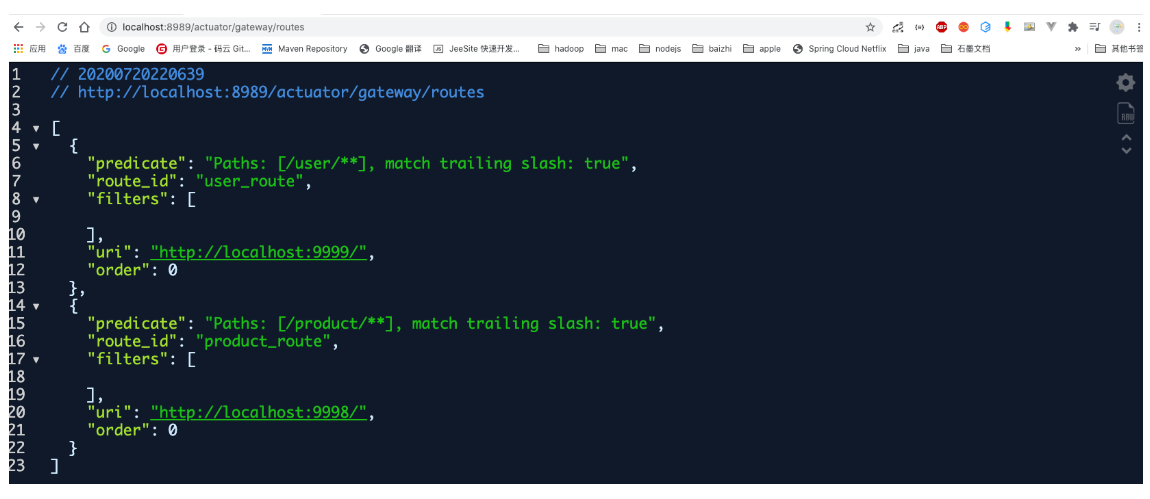 localhost:8989/actuator/gateway/routes
应用 百度 Google 用户登录 - 码云 Git... Maven Repository Google 翻译 JeeSite 快速开发... hadoop mac nodejs baizhi apple Spring Cloud Netflix java 石墨文档 » 其他书签
1 // 20200720220639
2 // http://localhost:8989/actuator/gateway/routes
3
4 [
5 {
6 "predicate": "Paths: [/user/**], match trailing slash: true",
7 "route_id": "user_route",
8 "filters": [
9
10 ],
11 "uri": "http://localhost:9999/",
12 "order": 0
13 },
14 {
15 "predicate": "Paths: [/product/**], match trailing slash: true",
16 "route_id": "product_route",
17 "filters": [
18
19 ],
20 "uri": "http://localhost:9998/",
21 "order": 0
22 }
23 ]